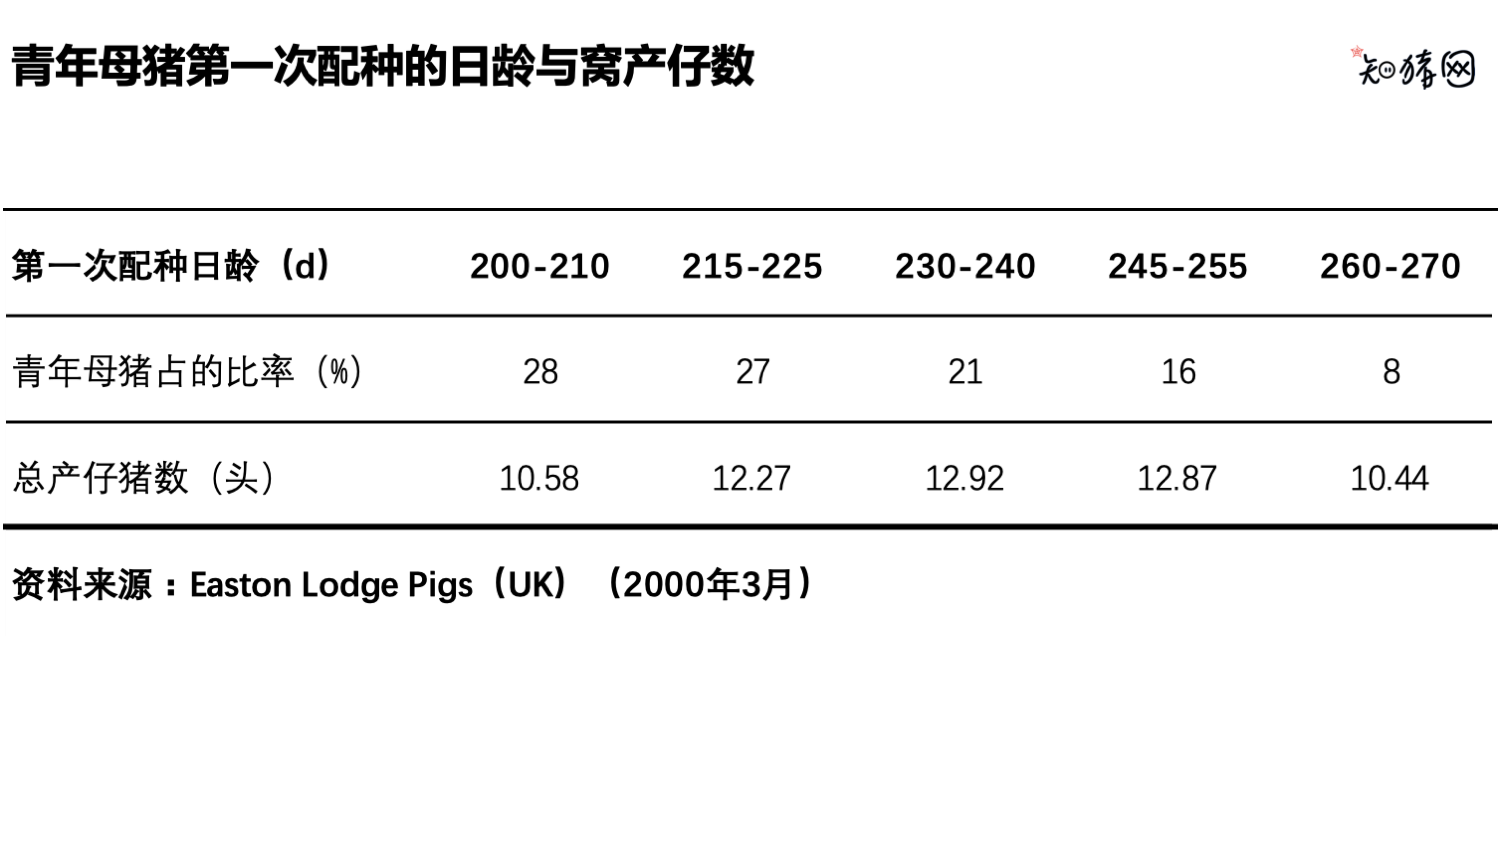 青年母猪第一次配种的日龄与窝产仔数
知猪网
第一次配种日龄（d） 200-210 215-225 230-240 245-255 260-270
青年母猪占的比率（%） 28 27 21 16 8
总产仔猪数（头） 10.58 12.27 12.92 12.87 10.44
资料来源：Easton Lodge Pigs（UK）（2000年3月）